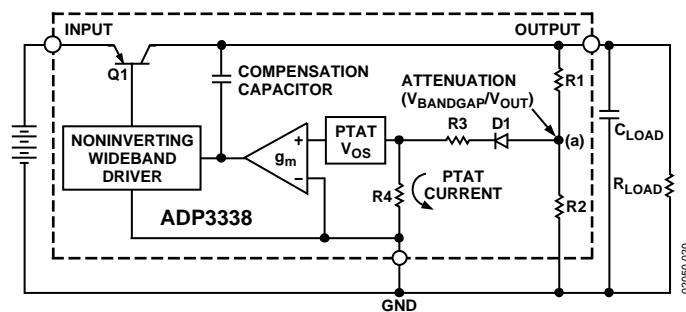 INPUT
OUTPUT
Q1
COMPENSATION
CAPACITOR
ATTENUATION
(VBANDGAP/VOUT)
R1
NONINVERTING
WIDEBAND
DRIVER
gm
+
−
PTAT
VOS
R3
D1
(a)
CLOAD
RLOAD
R4
PTAT
CURRENT
R2
ADP3338
GND
02050-020